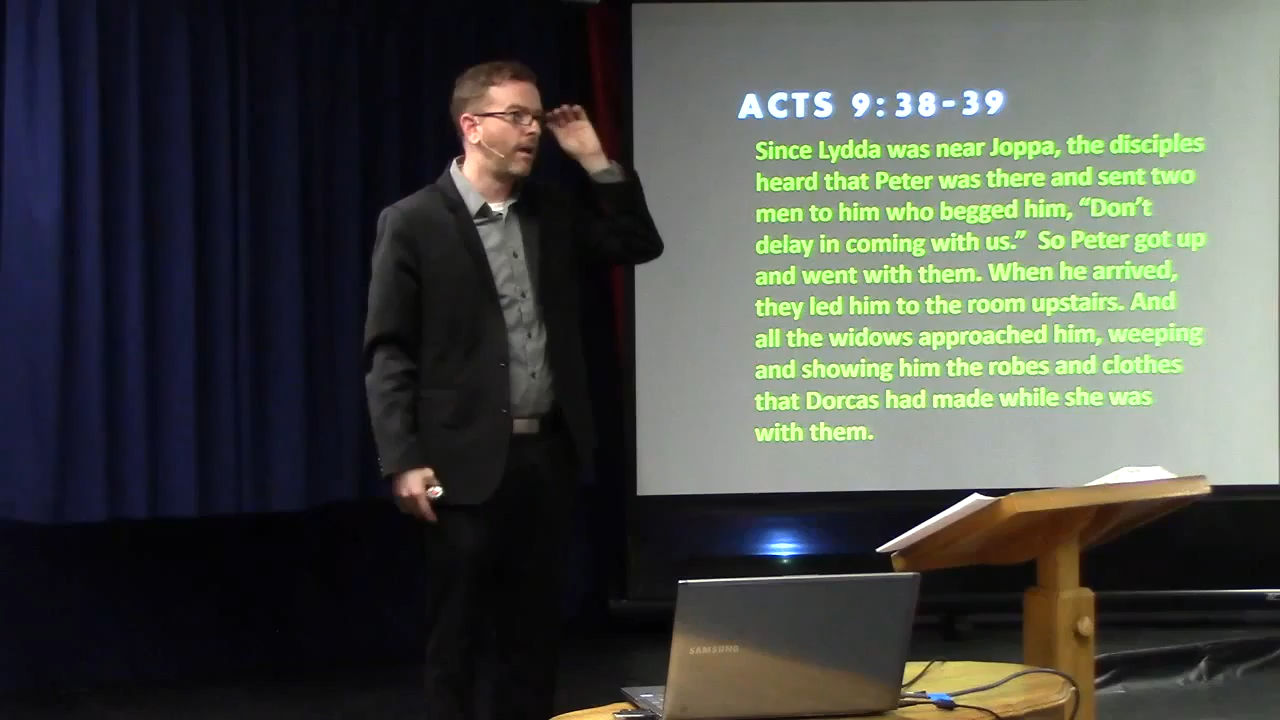 ACTS 9:38-39
Since Lydda was near Joppa, the disciples
heard that Peter was there and sent two
men to him who begged him, “Don’t
delay in coming with us.”  So Peter got up
and went with them. When he arrived,
they led him to the room upstairs. And
all the widows approached him, weeping
and showing him the robes and clothes
that Dorcas had made while she was
with them.
SAMSUNG